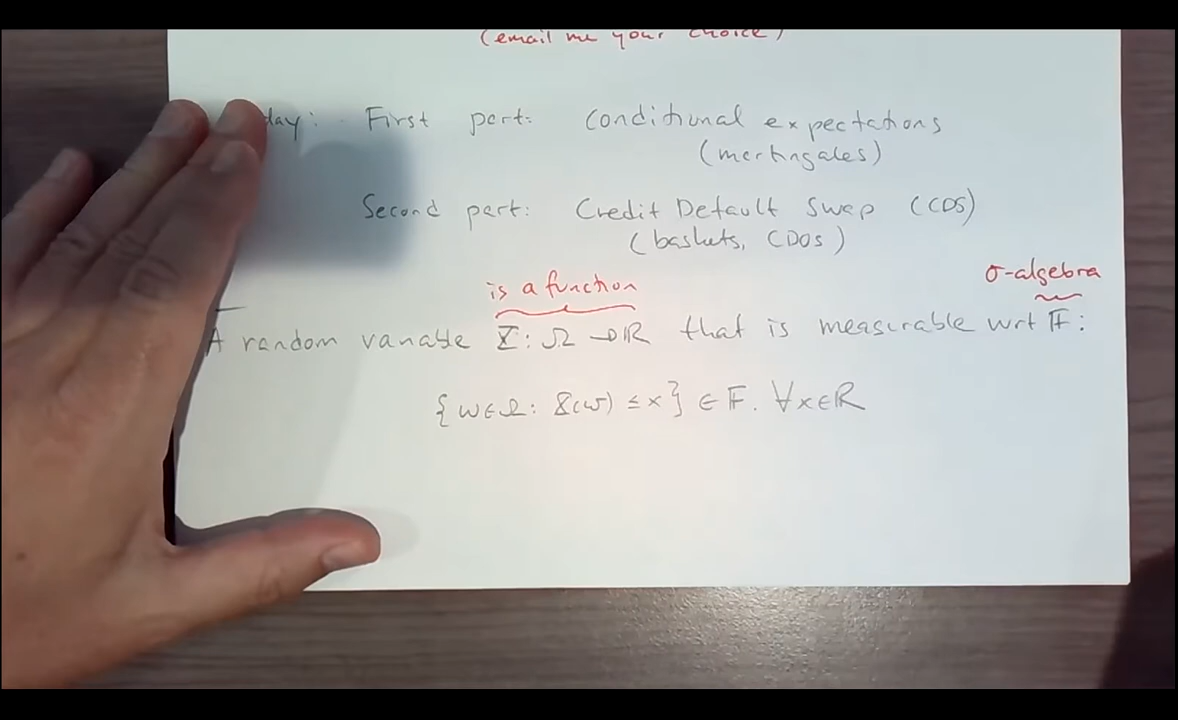 (email me your choice)
day: First part: Conditional expectations
(martingales)
Second part: Credit Default Swap (CDS)
(baskets, CDOs)
is a function
σ-algebra
A random variable X: Ω → ℝ that is measurable wrt 𝔽:
{ω∈Ω: X(ω) ≤ x} ∈ 𝔽. ∀x∈ℝ